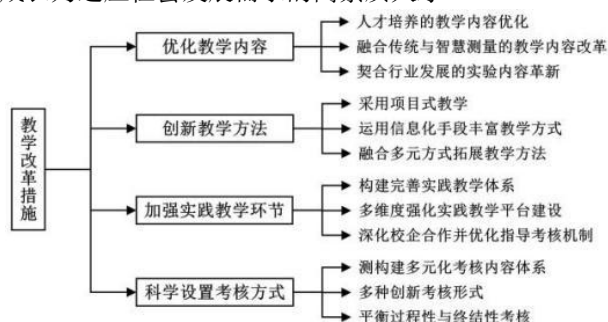 教学改革措施
优化教学内容
人才培养的教学内容优化
融合传统与智慧测量的教学内容改革
契合行业发展的实验内容革新
创新教学方法
采用项目式教学
运用信息化手段丰富教学方式
融合多元方式拓展教学方法
加强实践教学环节
构建完善实践教学体系
多维度强化实践教学平台建设
深化校企合作并优化指导考核机制
科学设置考核方式
测构建多元化考核内容体系
多种创新考核形式
平衡过程性与终结性考核